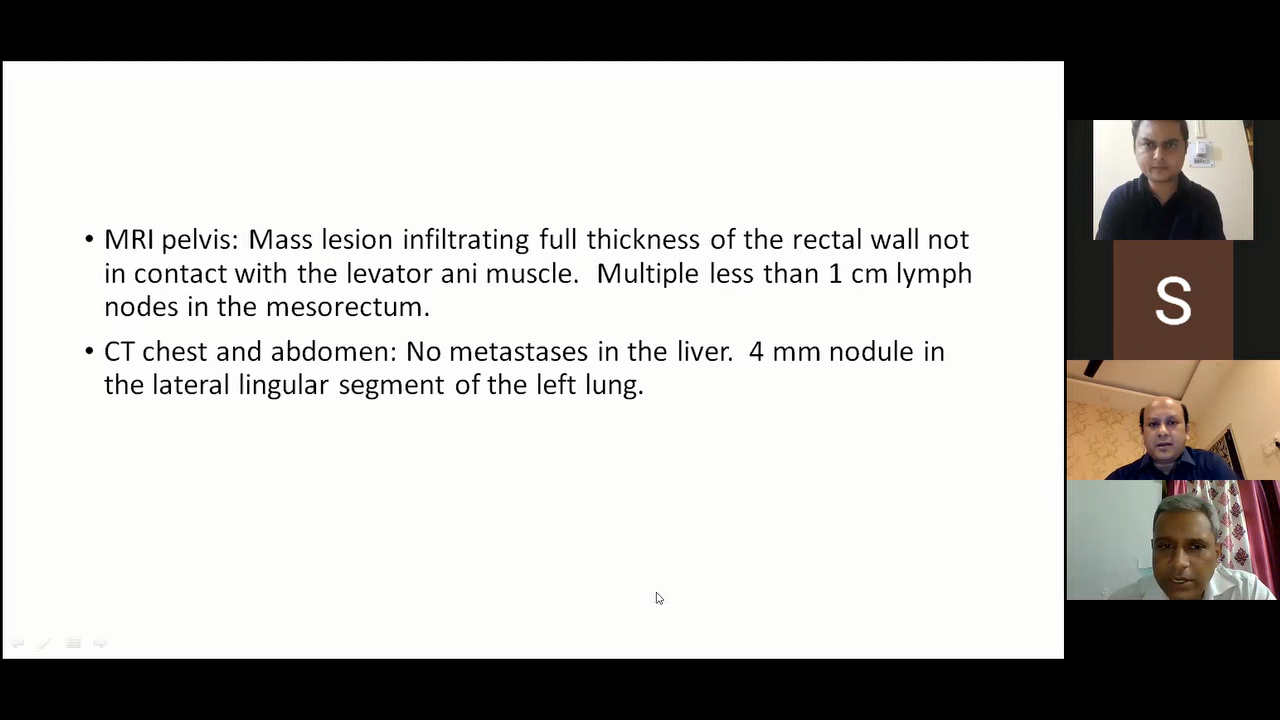 • MRI pelvis: Mass lesion infiltrating full thickness of the rectal wall not
in contact with the levator ani muscle.  Multiple less than 1 cm lymph
nodes in the mesorectum.
• CT chest and abdomen: No metastases in the liver.  4 mm nodule in
the lateral lingular segment of the left lung.
S